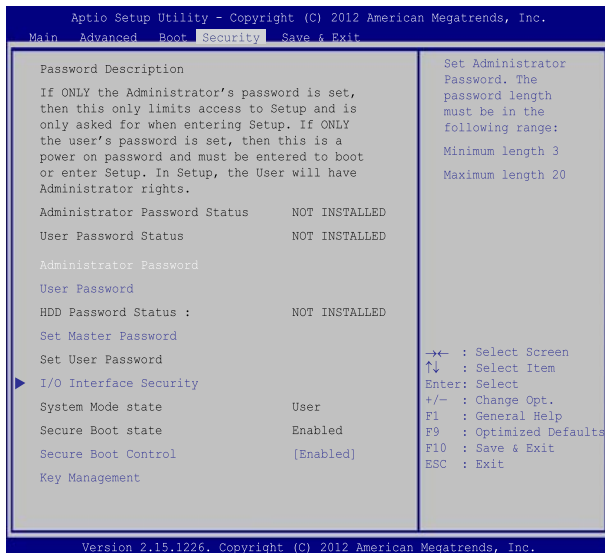 Aptio Setup Utility - Copyright (C) 2012 American Megatrends, Inc.
Main Advanced Boot Security Save & Exit
Password Description
If ONLY the Administrator's password is set,
then this only limits access to Setup and is
only asked for when entering Setup. If ONLY
the user's password is set, then this is a
power on password and must be entered to boot
or enter Setup. In Setup, the User will have
Administrator rights.
Administrator Password Status NOT INSTALLED
User Password Status NOT INSTALLED
Administrator Password
User Password
HDD Password Status : NOT INSTALLED
Set Master Password
Set User Password
I/O Interface Security
System Mode state User
Secure Boot state Enabled
Secure Boot Control [Enabled]
Key Management
Set Administrator
Password. The
password length
must be in the
following range:
Minimum length 3
Maximum length 20
→← : Select Screen
↑↓ : Select Item
Enter: Select
+/— : Change Opt.
F1 : General Help
F9 : Optimized Defaults
F10 : Save & Exit
ESC : Exit
Version 2.15.1226. Copyright (C) 2012 American Megatrends, Inc.